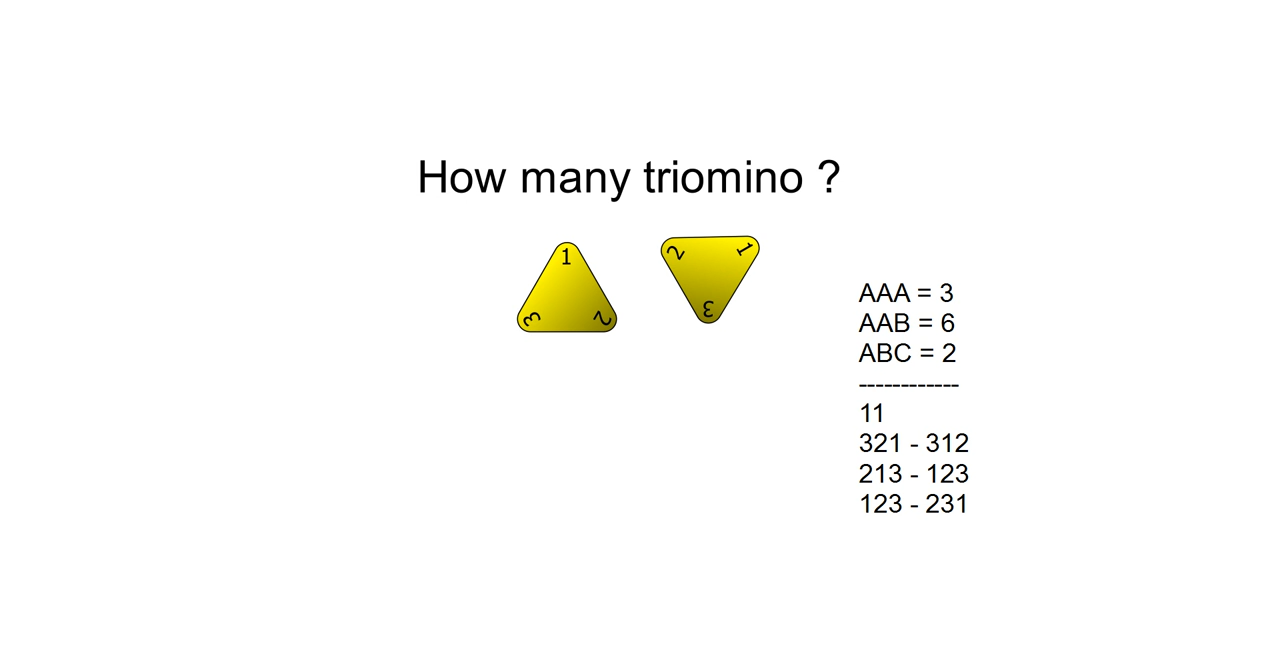 How many triomino ?
1
3
2
2
1
3
AAA = 3
AAB = 6
ABC = 2
------------
11
321 - 312
213 - 123
123 - 231